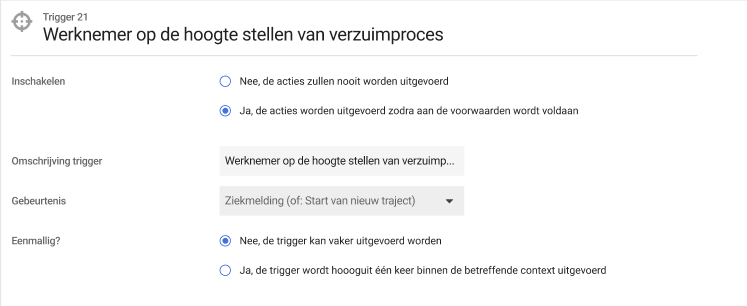 Trigger 21
Werknemer op de hoogte stellen van verzuimproces
Inschakelen
Nee, de acties zullen nooit worden uitgevoerd
Ja, de acties worden uitgevoerd zodra aan de voorwaarden wordt voldaan
Omschrijving trigger
Werknemer op de hoogte stellen van verzuimp...
Gebeurtenis
Ziekmelding (of: Start van nieuw traject)
Eenmallig?
Nee, de trigger kan vaker uitgevoerd worden
Ja, de trigger wordt hoooguit één keer binnen de betreffende context uitgevoerd